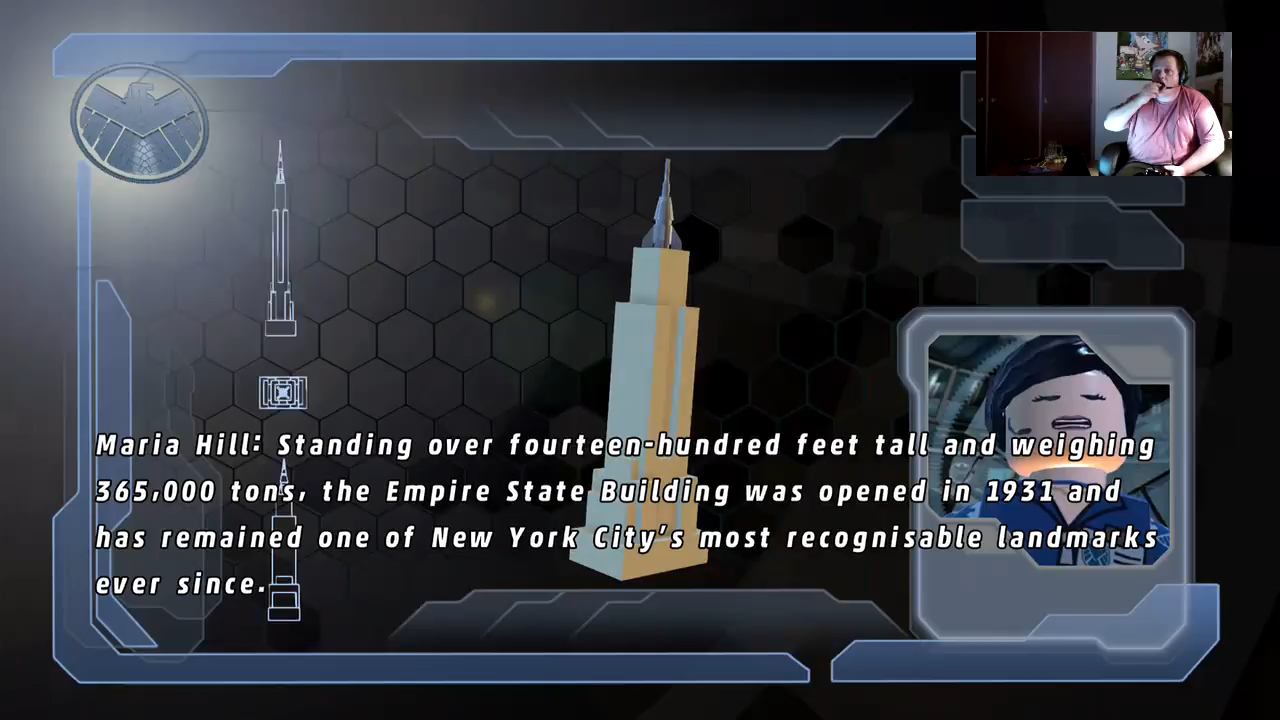 Maria Hill: Standing over fourteen-hundred feet tall and weighing
365,000 tons, the Empire State Building was opened in 1931 and
has remained one of New York City's most recognisable landmarks
ever since.